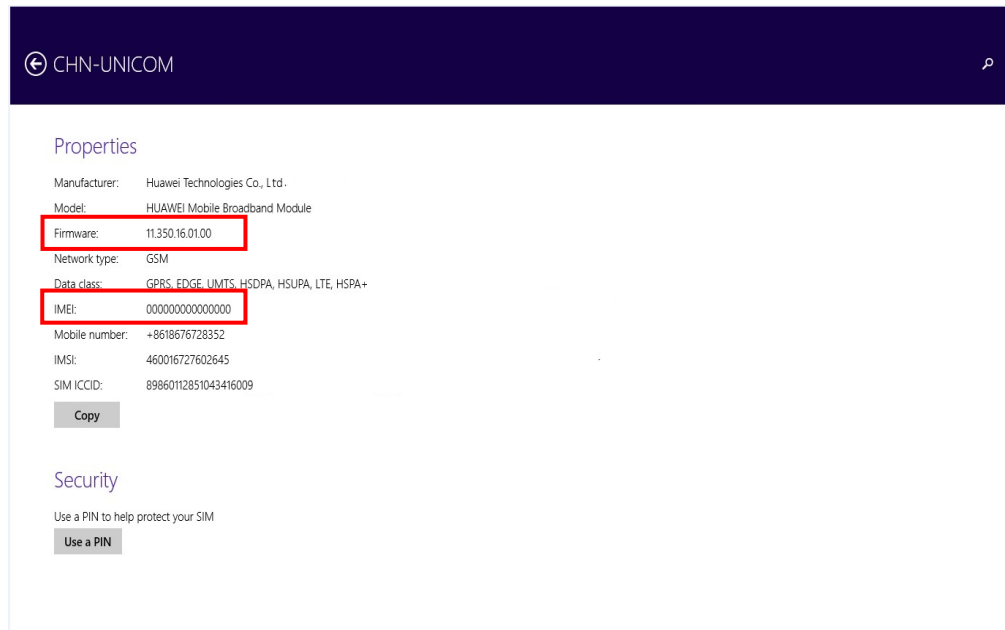 CHN-UNICOM
Properties
Manufacturer: Huawei Technologies Co., Ltd.
Model: HUAWEI Mobile Broadband Module
Firmware: 11.350.16.01.00
Network type: GSM
Data class: GPRS, EDGE, UMTS, HSDPA, HSUPA, LTE, HSPA+
IMEI: 000000000000000
Mobile number: +8618676728352
IMSI: 460016727602645
SIM ICCID: 89860112851043416009
Copy
Security
Use a PIN to help protect your SIM
Use a PIN